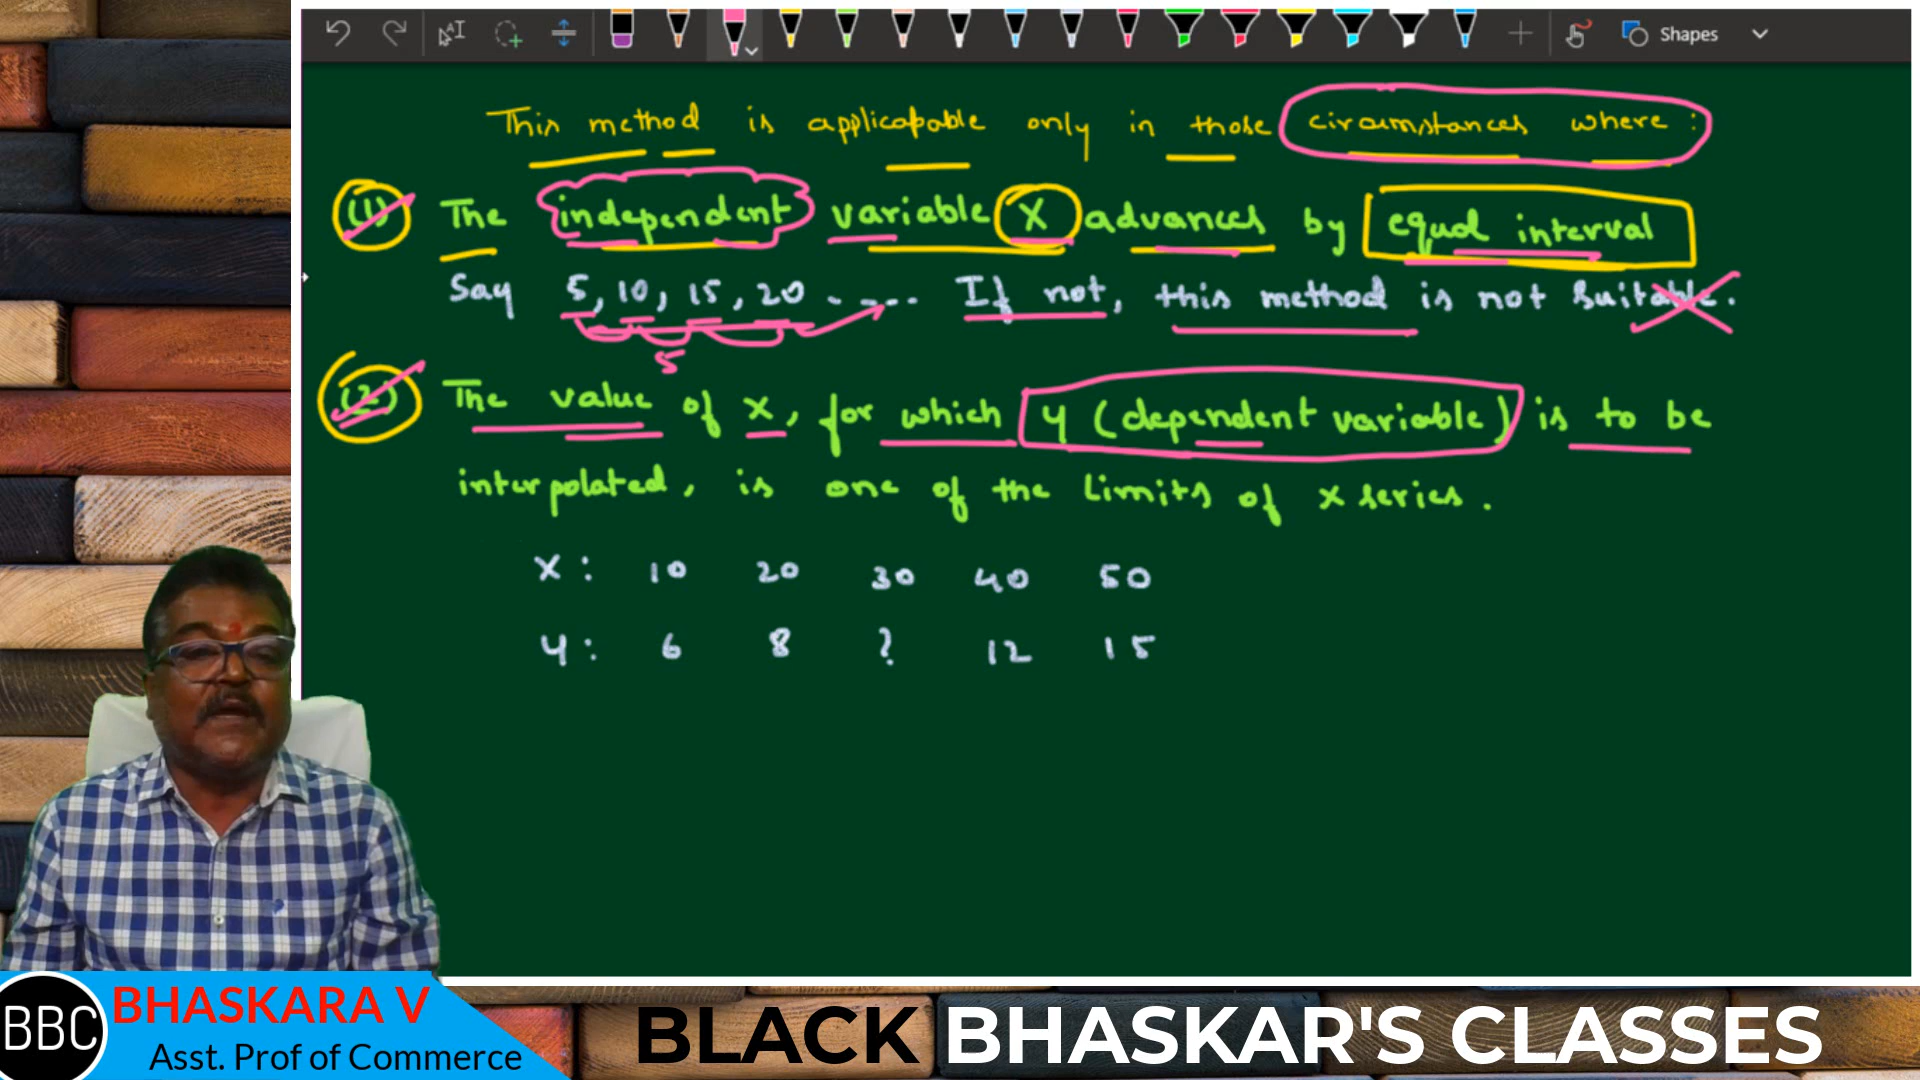 Shapes
This method is applicapable only in those circumstances where :
(1) The independent variable X advances by equal interval
Say 5, 10, 15, 20 ..... If not, this method is not suitable.
5
(2) The value of x, for which y (dependent variable) is to be
interpolated, is one of the limits of x series.
X : 10 20 30 40 50
y : 6 8 ? 12 15
BBC
BHASKARA V
Asst. Prof of Commerce
BLACK BHASKAR'S CLASSES